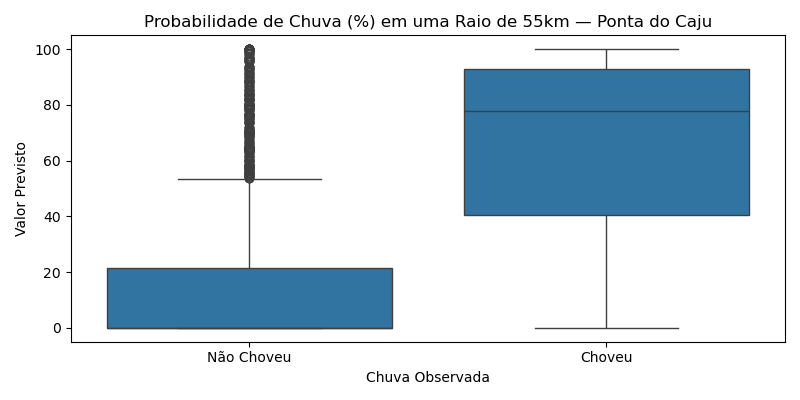 Probabilidade de Chuva (%) em uma Raio de 55km — Ponta do Caju
100
80
60
40
20
0
Valor Previsto
Não Choveu
Choveu
Chuva Observada